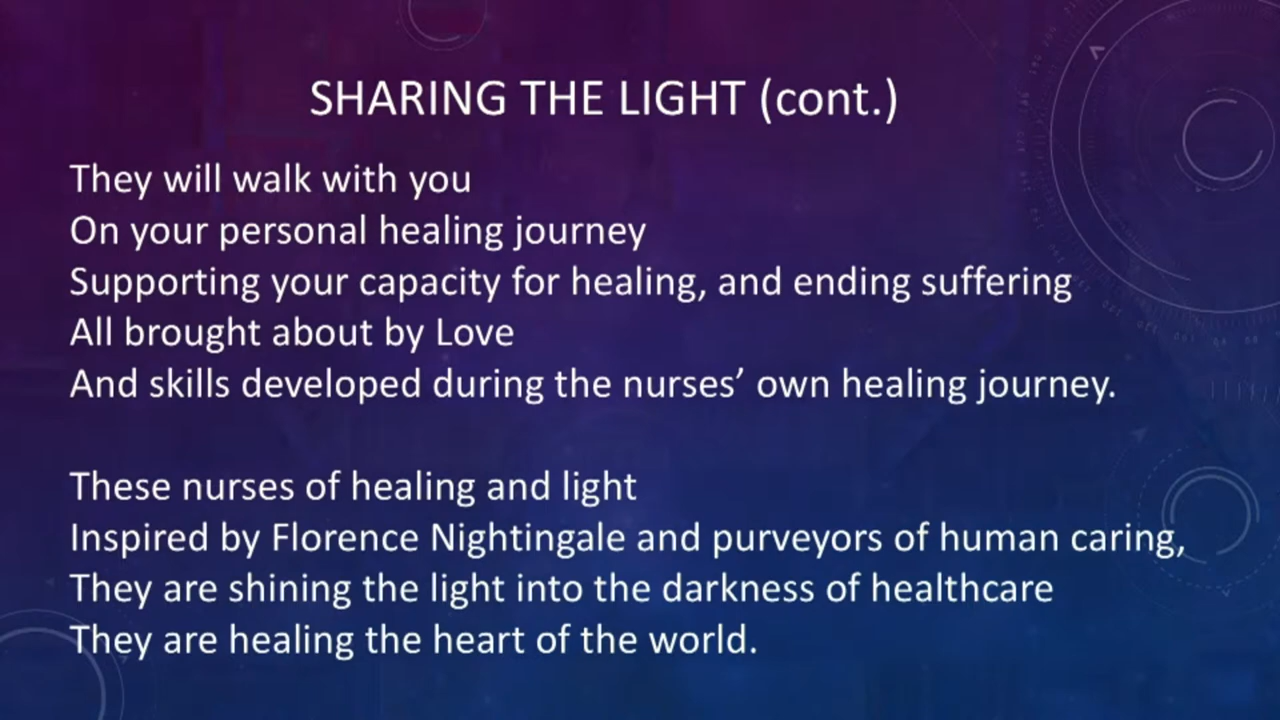 SHARING THE LIGHT (cont.)
They will walk with you
On your personal healing journey
Supporting your capacity for healing, and ending suffering
All brought about by Love
And skills developed during the nurses’ own healing journey.
These nurses of healing and light
Inspired by Florence Nightingale and purveyors of human caring,
They are shining the light into the darkness of healthcare
They are healing the heart of the world.